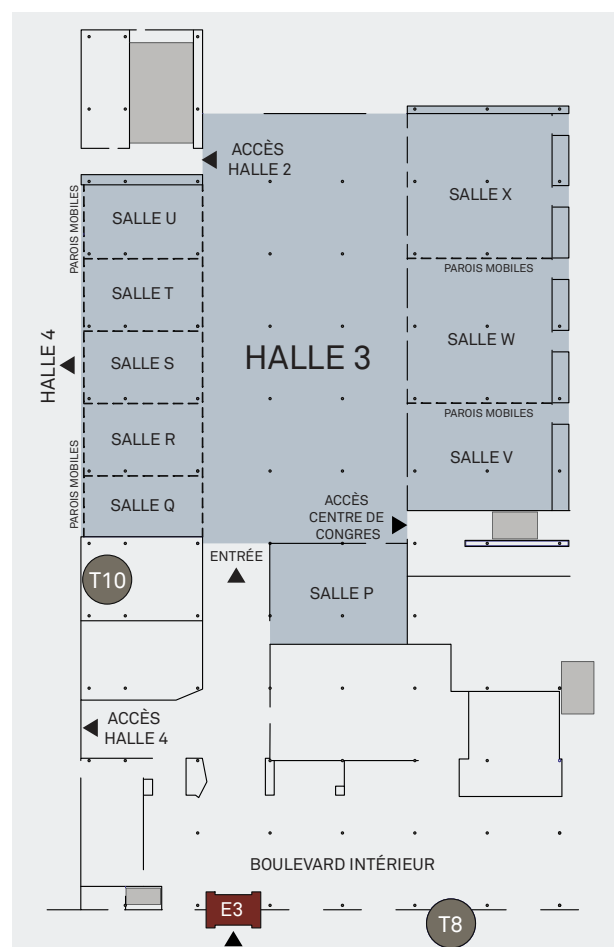 ACCÈS
HALLE 2
PAROIS MOBILES
SALLE U
SALLE X
PAROIS MOBILES
SALLE T
HALLE 4
SALLE S
HALLE 3
SALLE W
PAROIS MOBILES
SALLE R
PAROIS MOBILES
SALLE V
SALLE Q
ACCÈS
CENTRE DE
CONGRES
ENTRÉE
T10
SALLE P
ACCÈS
HALLE 4
BOULEVARD INTÉRIEUR
E3
T8